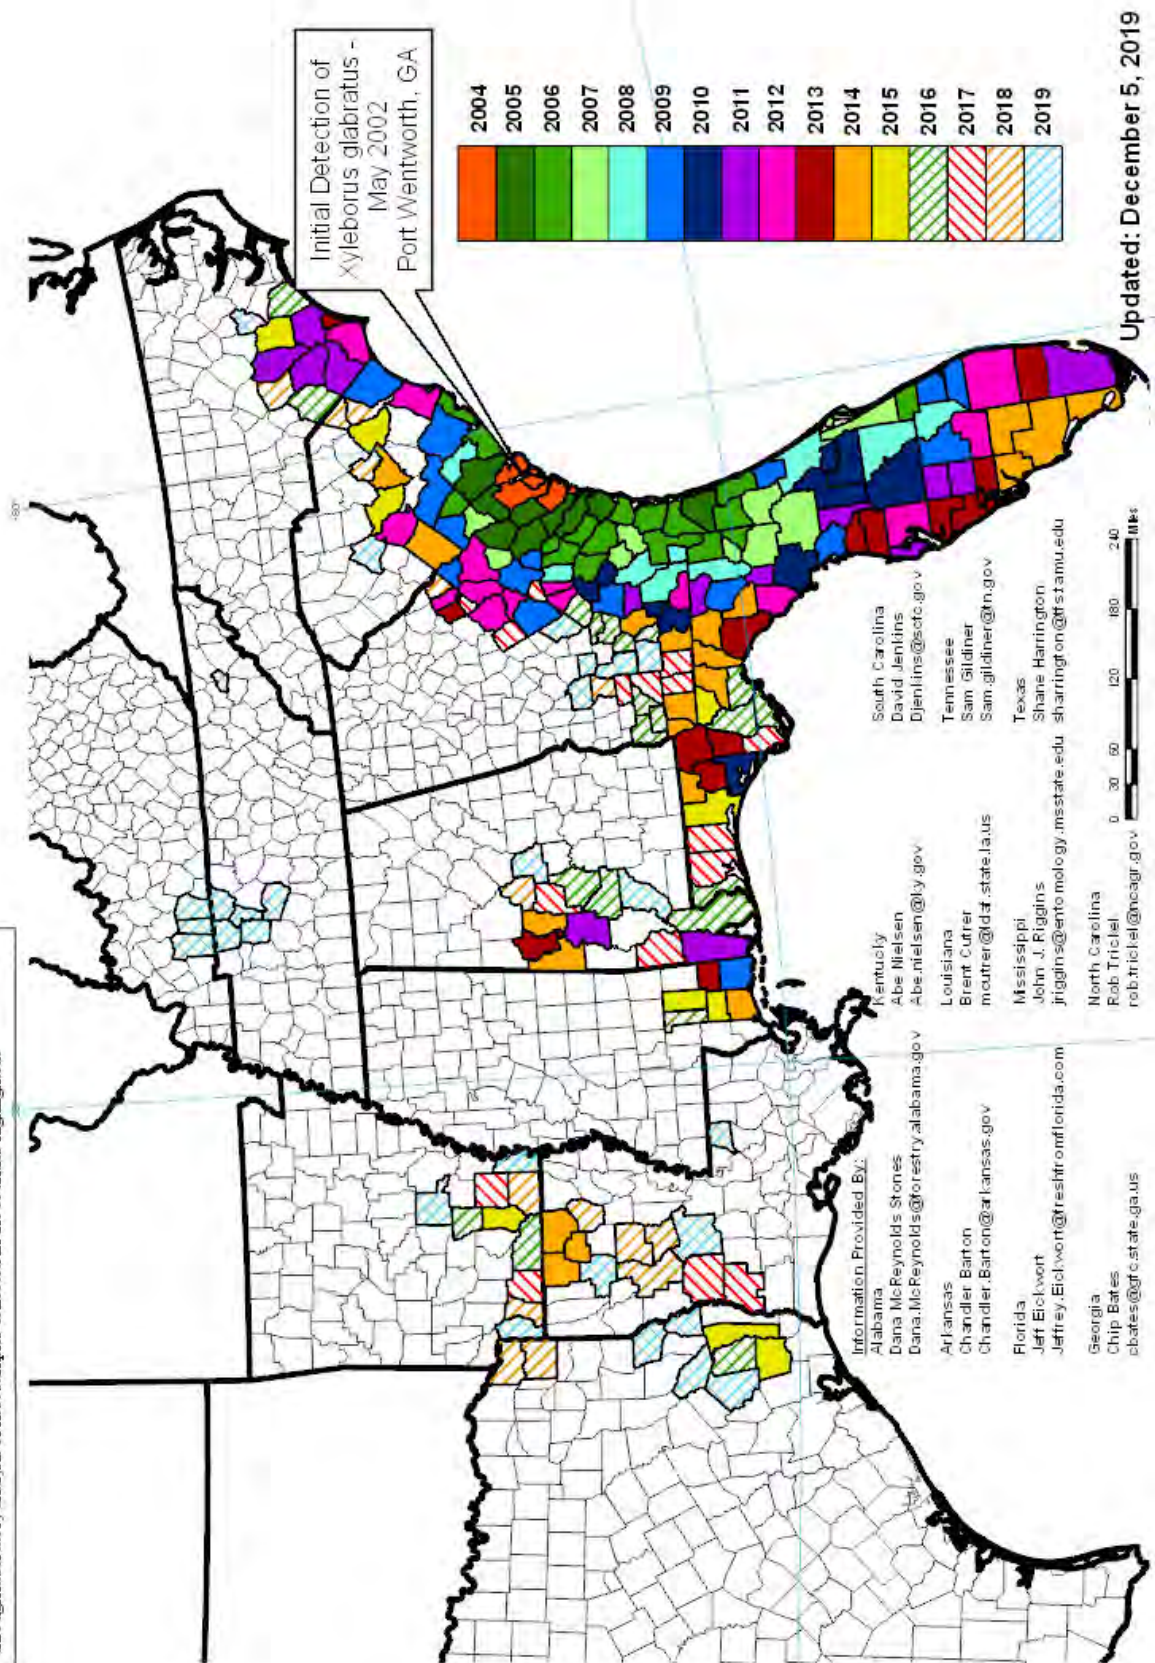 Initial Detection of
Xyleborus glabratus -
May 2002
Port Wentworth, GA
2004
2005
2006
2007
2008
2009
2010
2011
2012
2013
2014
2015
2016
2017
2018
2019
Updated: December 5, 2019
Information Provided By:
Alabama
Dana McReynolds Stones
Dana.McReynolds@forestry.alabama.gov
Arkansas
Chandler Barton
Chandler.Barton@arkansas.gov
Florida
Jeff Eickwort
Jeffrey.Eickwort@freshfromflorida.com
Georgia
Chip Bates
cbates@gfc.state.ga.us
Kentucky
Abe Nielsen
Abe.nielsen@ky.gov
Louisiana
Brent Cutrer
Mississippi
John J. Riggins
jriggins@entomology.msstate.edu
North Carolina
Rob Trickel
rob.trickel@ncagr.gov
South Carolina
David Jenkins
Djenkins@scfc.gov
Tennessee
Sam Gildiner
Sam.gildiner@tn.gov
Texas
Shane Harrington
sharrington@tfs.tamu.edu
0 30 60 120 180 240
Miles